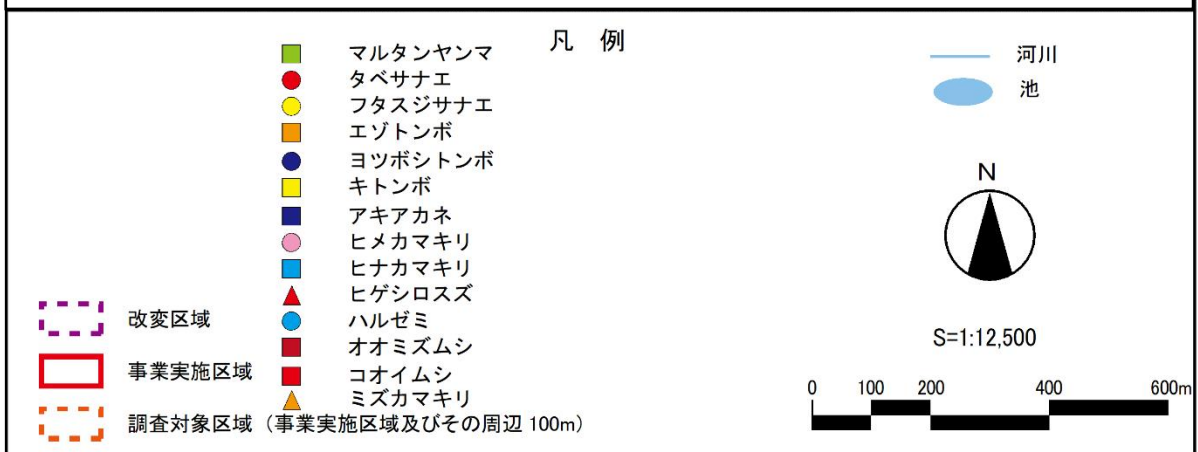 凡 例
マルタンヤンマ
タベサナエ
フタスジサナエ
エゾトンボ
ヨツボシトンボ
キトンボ
アキアカネ
ヒメカマキリ
ヒナカマキリ
ヒゲシロスズ
ハルゼミ
オオミズムシ
コオイムシ
ミズカマキリ
改変区域
事業実施区域
調査対象区域（事業実施区域及びその周辺 100m）
河川
池
N
S=1:12,500
0 100 200 400 600m